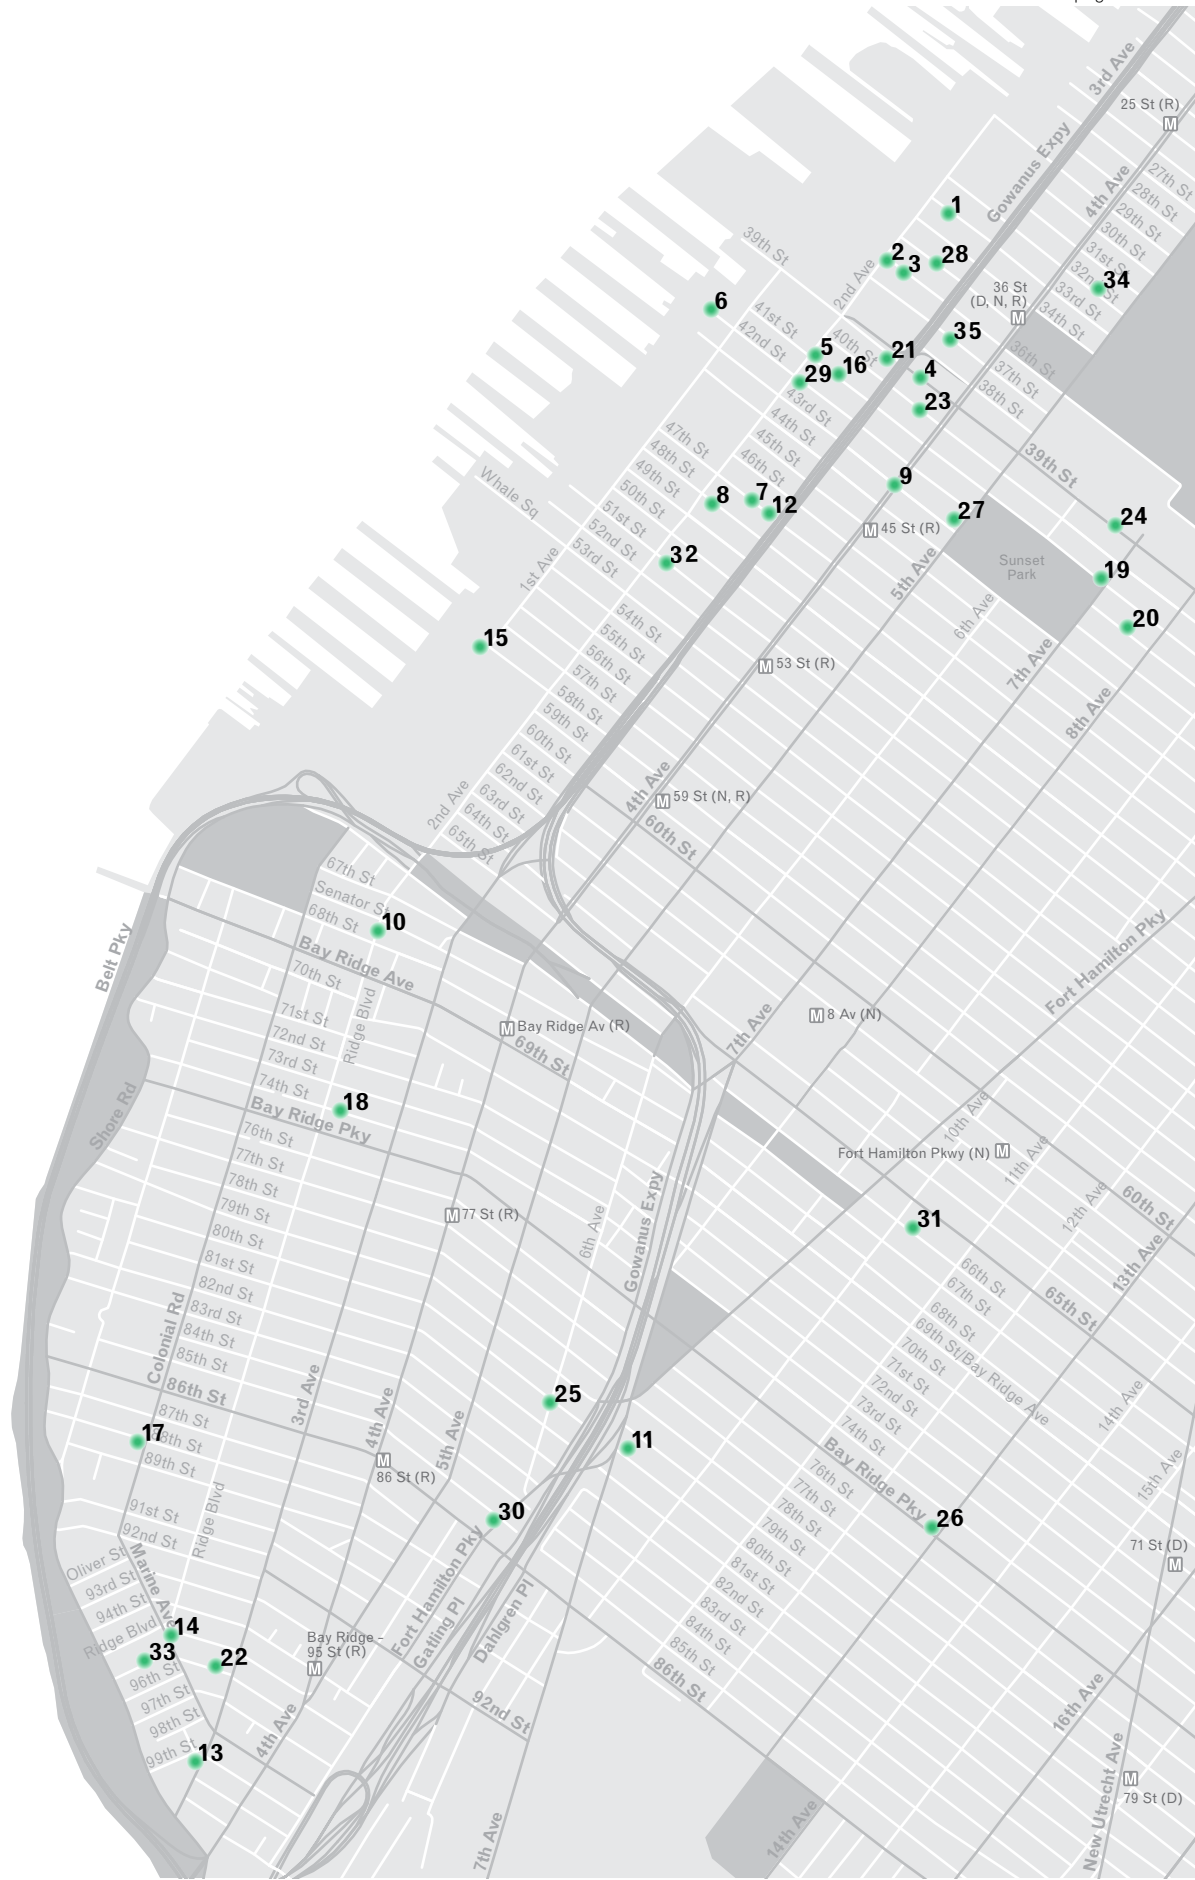 3rd Ave
25 St (R)
Gowanus Expy
4th Ave
27th St
28th St
29th St
30th St
31st St
32nd St
33rd St
34th St
1
2
3
28
34
39th St
2nd Ave
36 St
(D, N, R)
6
41st St
42nd St
40th St
5
29
16
21
35
4
23
36th St
37th St
38th St
43rd St
44th St
45th St
46th St
47th St
48th St
49th St
50th St
51st St
52nd St
53rd St
Whale Sq
1st Ave
39th St
9
8
7
12
27
24
45 St (R)
32
Sunset
Park
19
5th Ave
6th Ave
20
15
54th St
55th St
56th St
57th St
58th St
59th St
60th St
61st St
62nd St
63rd St
64th St
65th St
53 St (R)
7th Ave
8th Ave
2nd Ave
4th Ave
59 St (N, R)
60th St
67th St
Senator St
68th St
10
Belt Pky
Bay Ridge Ave
70th St
71st St
72nd St
73rd St
74th St
Ridge Blvd
Fort Hamilton Pky
M 8 Av (N)
M Bay Ridge Av (R)
69th St
7th Ave
Shore Rd
18
Bay Ridge Pky
76th St
77th St
78th St
79th St
80th St
81st St
82nd St
83rd St
84th St
85th St
10th Ave
11th Ave
12th Ave
Fort Hamilton Pkwy (N) M
60th St
M 77 St (R)
6th Ave
Gowanus Expy
31
13th Ave
66th St
67th St
68th St
69th St/Bay Ridge Ave
70th St
71st St
72nd St
73rd St
74th St
65th St
Colonial Rd
86th St
3rd Ave
4th Ave
5th Ave
25
14th Ave
87th St
88th St
89th St
17
11
M
86 St (R)
15th Ave
Bay Ridge Pky
76th St
77th St
78th St
79th St
80th St
81st St
82nd St
83rd St
84th St
85th St
86th St
91st St
92nd St
Ridge Blvd
30
26
71 St (D)
M
Oliver St
93rd St
94th St
Ridge Blvd
Marine Ave
Fort Hamilton Pky
Gatling Pl
Dahlgren Pl
14
33
22
Bay Ridge –
95 St (R)
M
96th St
97th St
98th St
99th St
13
4th Ave
92nd St
16th Ave
7th Ave
14th Ave
New Utrecht Ave
M
79 St (D)